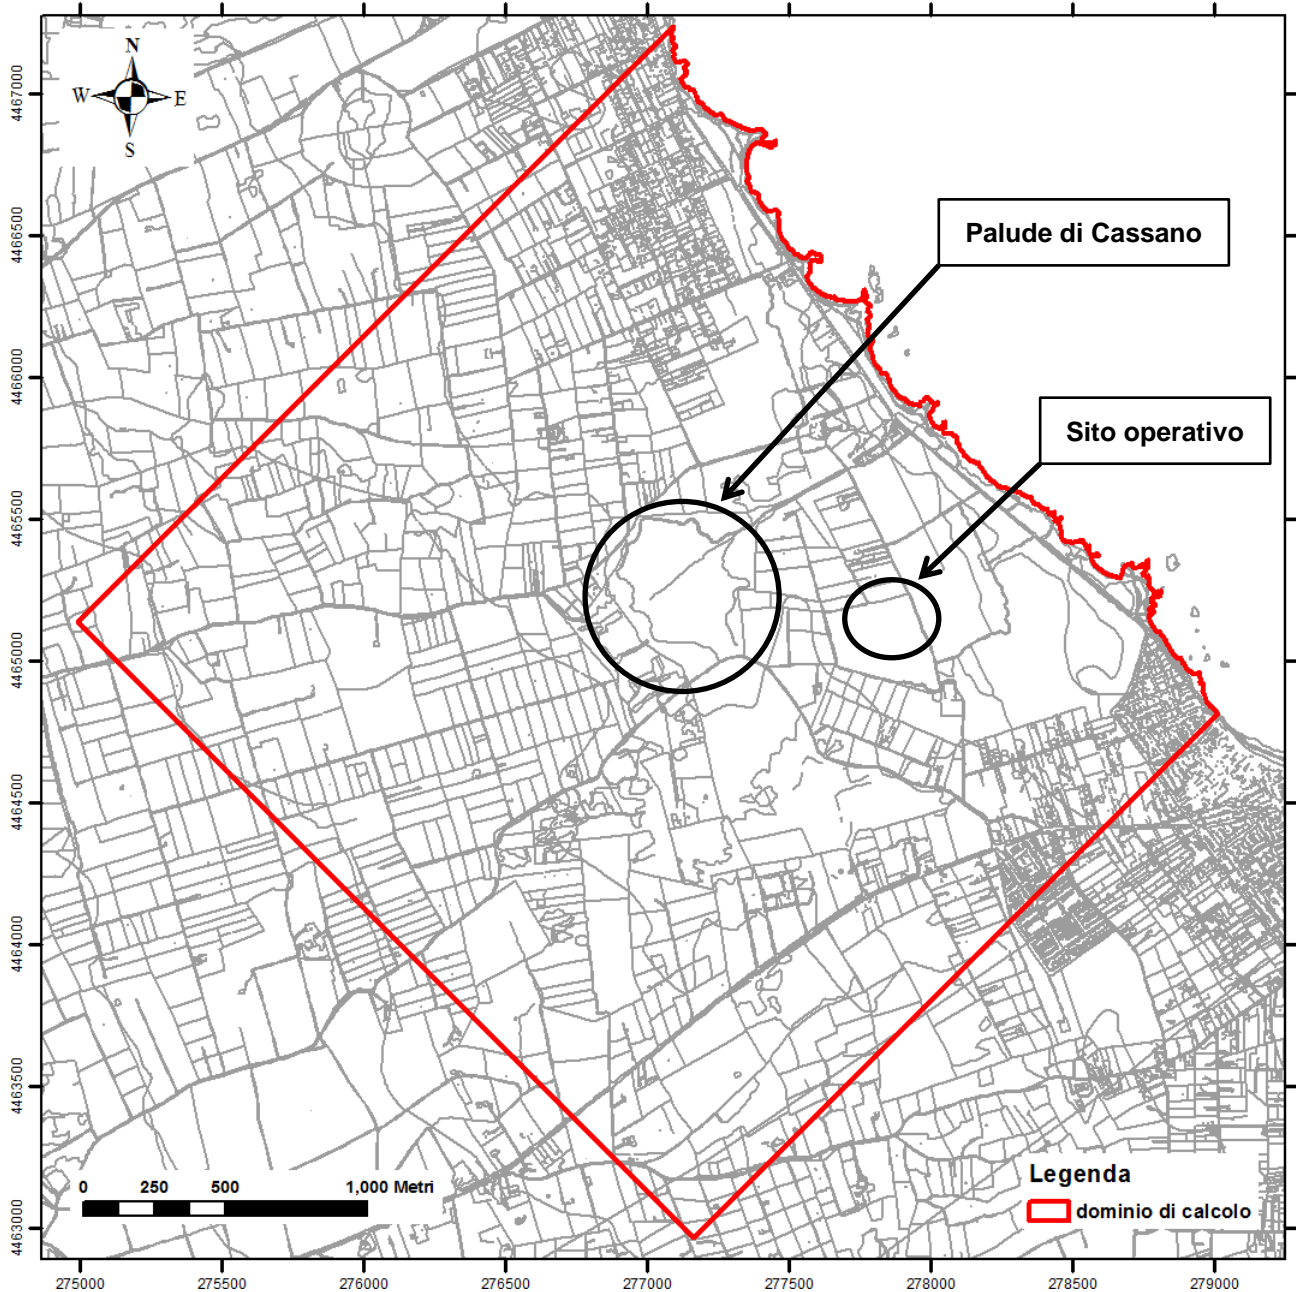 N
W E
S
Palude di Cassano
Sito operativo
4467000
4466500
4466000
4465500
4465000
4464500
4464000
4463500
4463000
0 250 500 1,000 Metri
Legenda
dominio di calcolo
275000 275500 276000 276500 277000 277500 278000 278500 279000